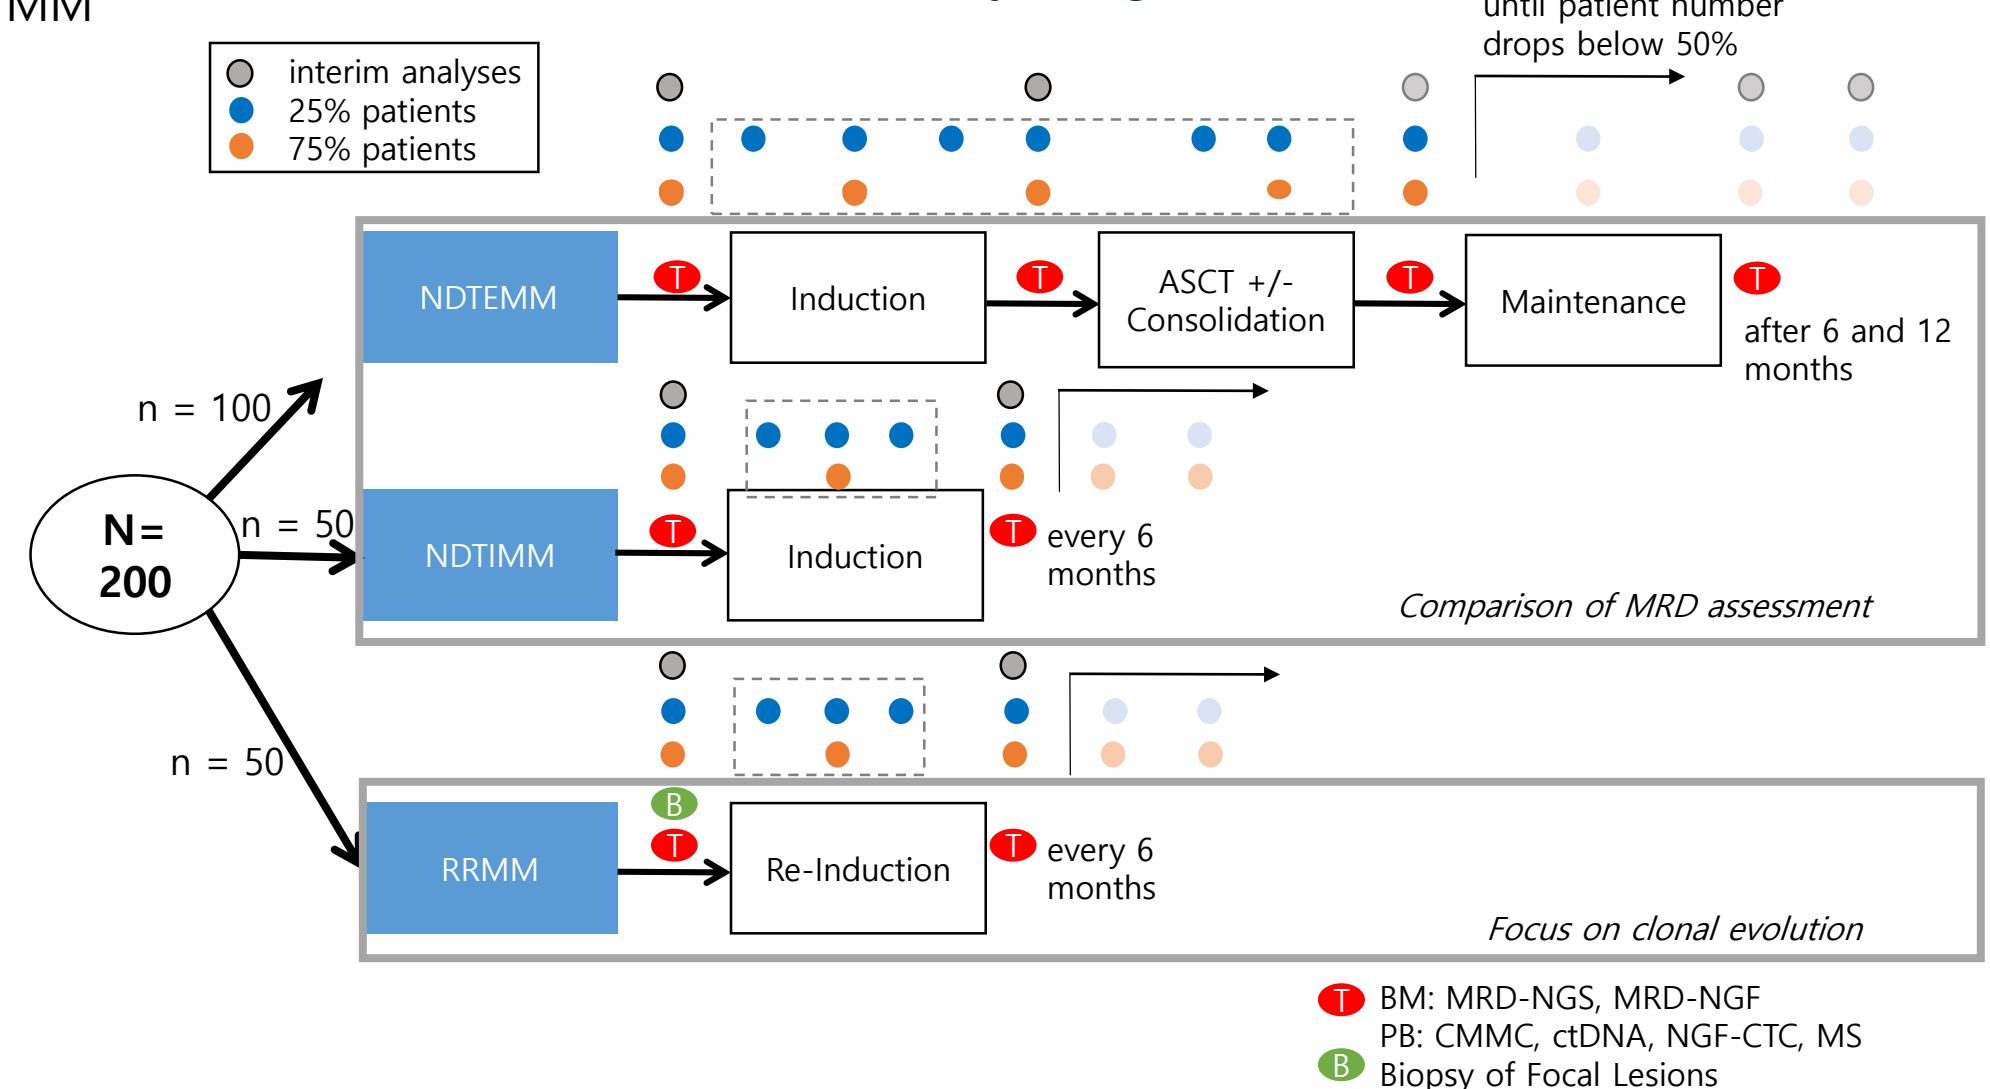 MM
until patient number
drops below 50%
interim analyses
25% patients
75% patients
NDTEMM
T
Induction
T
ASCT +/-
Consolidation
T
Maintenance
T
after 6 and 12
months
n = 100
n = 50
N=
200
NDTIMM
T
Induction
T
every 6
months
Comparison of MRD assessment
n = 50
B
T
RRMM
Re-Induction
T
every 6
months
Focus on clonal evolution
T BM: MRD-NGS, MRD-NGF
PB: CMMC, ctDNA, NGF-CTC, MS
B Biopsy of Focal Lesions